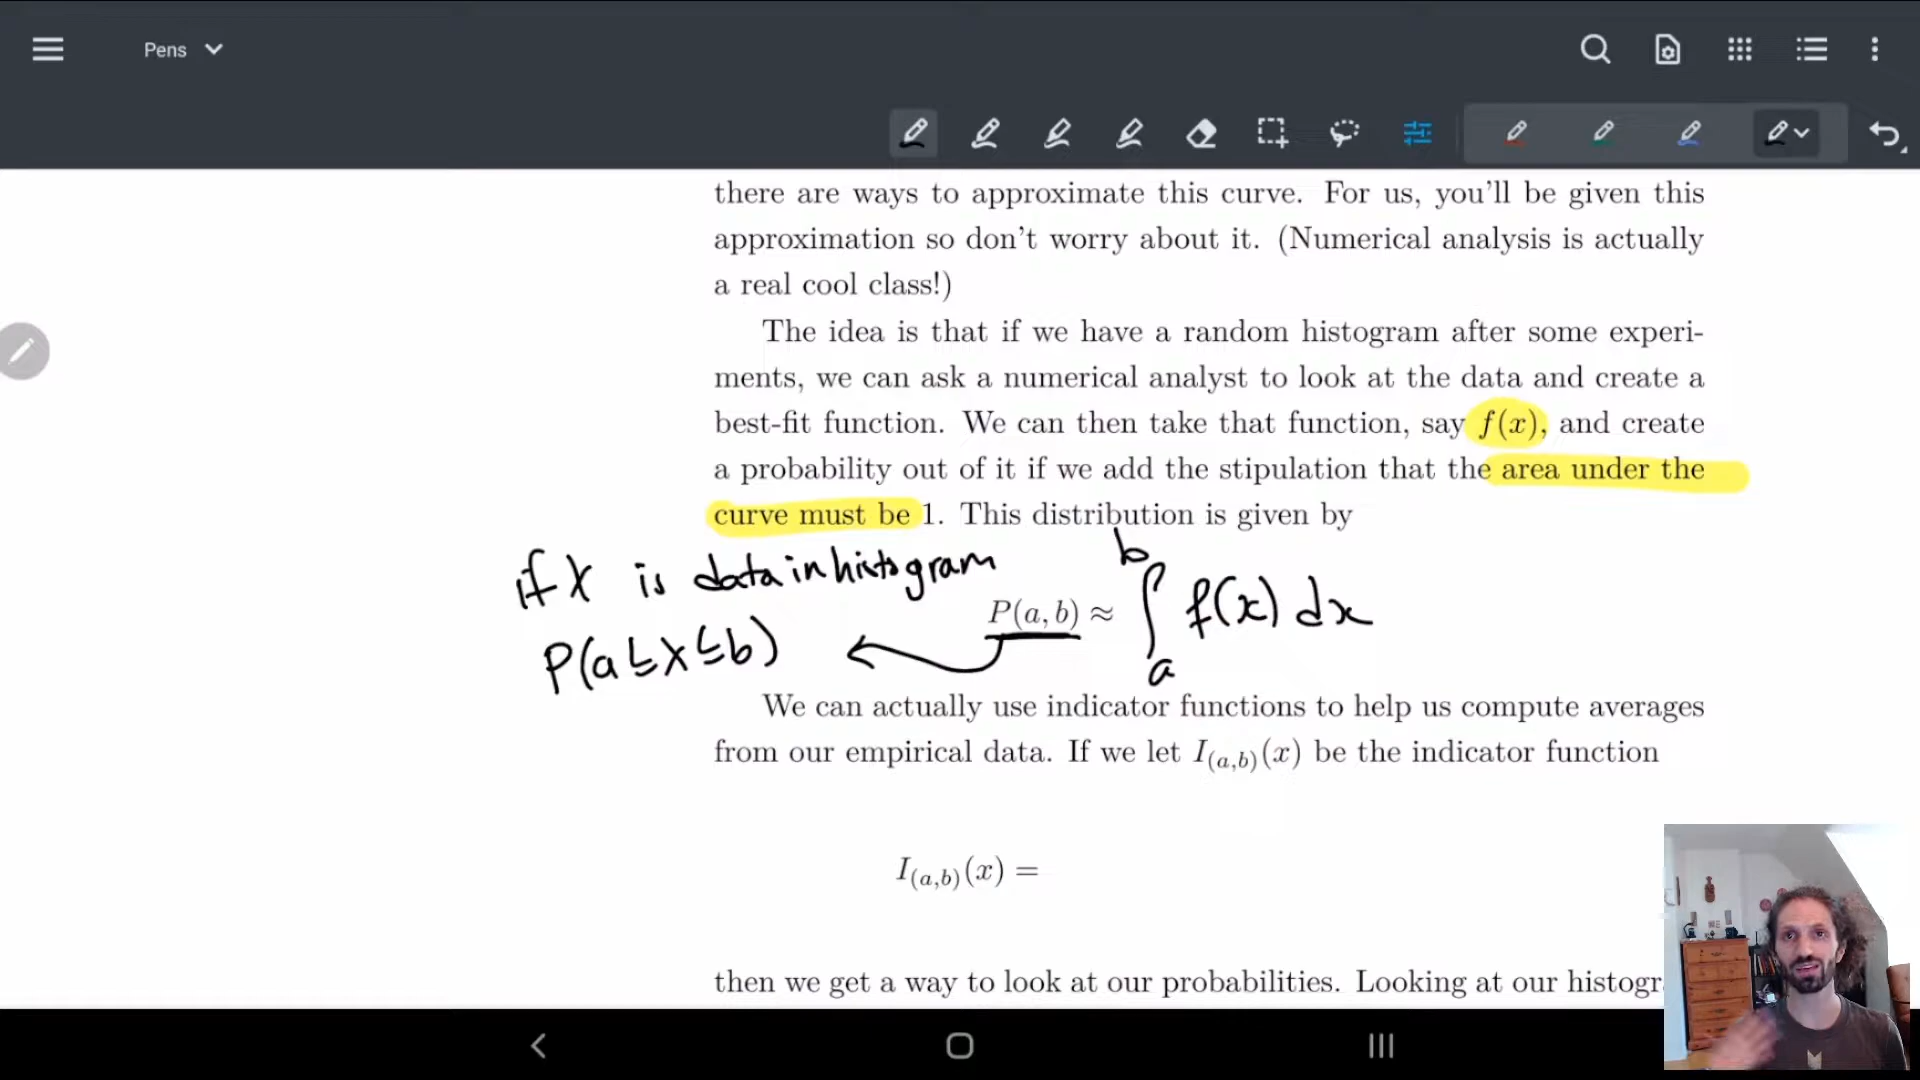 Pens
there are ways to approximate this curve. For us, you'll be given this
approximation so don't worry about it. (Numerical analysis is actually
a real cool class!)
The idea is that if we have a random histogram after some experi-
ments, we can ask a numerical analyst to look at the data and create a
best-fit function. We can then take that function, say f(x), and create
a probability out of it if we add the stipulation that the area under the
curve must be 1. This distribution is given by
if X is data in histogram
P(a,b) ≈ ∫_a^b f(x) dx
P(a≤X≤b)
We can actually use indicator functions to help us compute averages
from our empirical data. If we let I_{(a,b)}(x) be the indicator function
I_{(a,b)}(x) =
then we get a way to look at our probabilities. Looking at our histogr